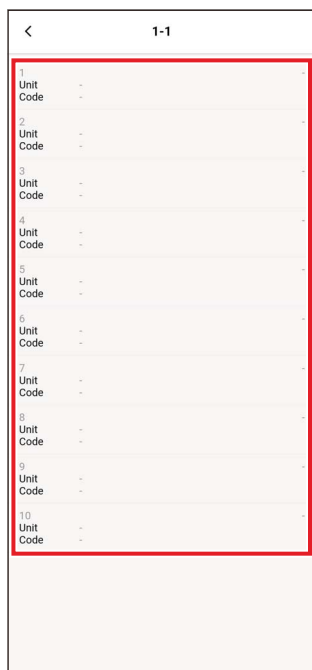 1-1
1 -
Unit -
Code -
2 -
Unit -
Code -
3 -
Unit -
Code -
4 -
Unit -
Code -
5 -
Unit -
Code -
6 -
Unit -
Code -
7 -
Unit -
Code -
8 -
Unit -
Code -
9 -
Unit -
Code -
10 -
Unit -
Code -